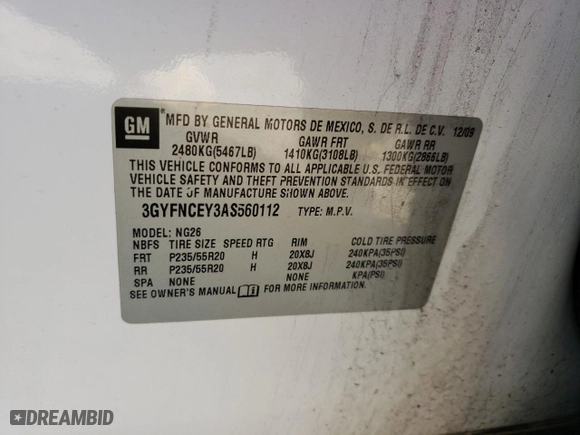 GM
MFD BY GENERAL MOTORS DE MEXICO, S. DE R.L. DE C.V. 12/09
GVWR GAWR FRT GAWR RR
2480KG(5467LB) 1410KG(3108LB) 1300KG(2866LB)
THIS VEHICLE CONFORMS TO ALL APPLICABLE U.S. FEDERAL MOTOR
VEHICLE SAFETY AND THEFT PREVENTION STANDARDS IN EFFECT ON
THE DATE OF MANUFACTURE SHOWN ABOVE.
3GYFNCEY3AS560112 TYPE: M.P.V.
MODEL: NG26
NBFS TIRE SIZE SPEED RTG RIM COLD TIRE PRESSURE
FRT P235/55R20 H 20X8J 240KPA(35PSI)
RR P235/55R20 H 20X8J 240KPA(35PSI)
SPA NONE NONE KPA(PSI)
SEE OWNER'S MANUAL FOR MORE INFORMATION.
DREAMBID